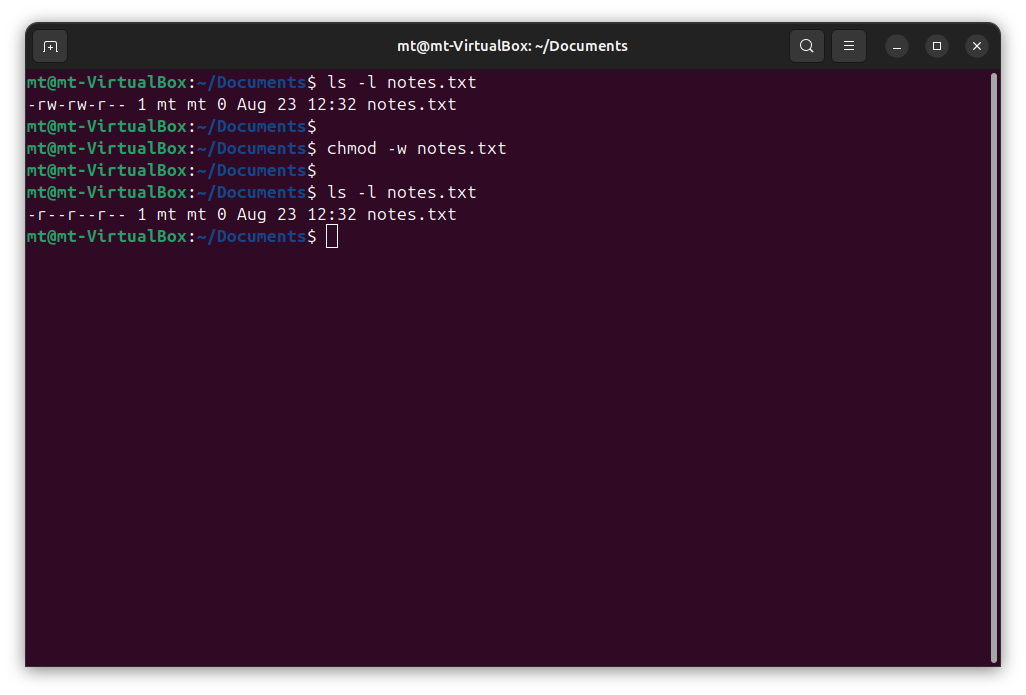 mt@mt-VirtualBox: ~/Documents
mt@mt-VirtualBox:~/Documents$ ls -l notes.txt
-rw-rw-r-- 1 mt mt 0 Aug 23 12:32 notes.txt
mt@mt-VirtualBox:~/Documents$
mt@mt-VirtualBox:~/Documents$ chmod -w notes.txt
mt@mt-VirtualBox:~/Documents$
mt@mt-VirtualBox:~/Documents$ ls -l notes.txt
-r--r--r-- 1 mt mt 0 Aug 23 12:32 notes.txt
mt@mt-VirtualBox:~/Documents$